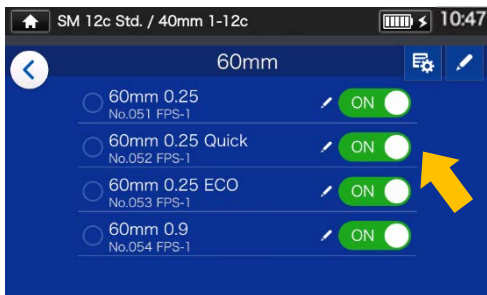 SM 12c Std. / 40mm 1-12c
10:47
60mm
60mm 0.25
ON
No.051 FPS-1
60mm 0.25 Quick
ON
No.052 FPS-1
60mm 0.25 ECO
ON
No.053 FPS-1
60mm 0.9
ON
No.054 FPS-1